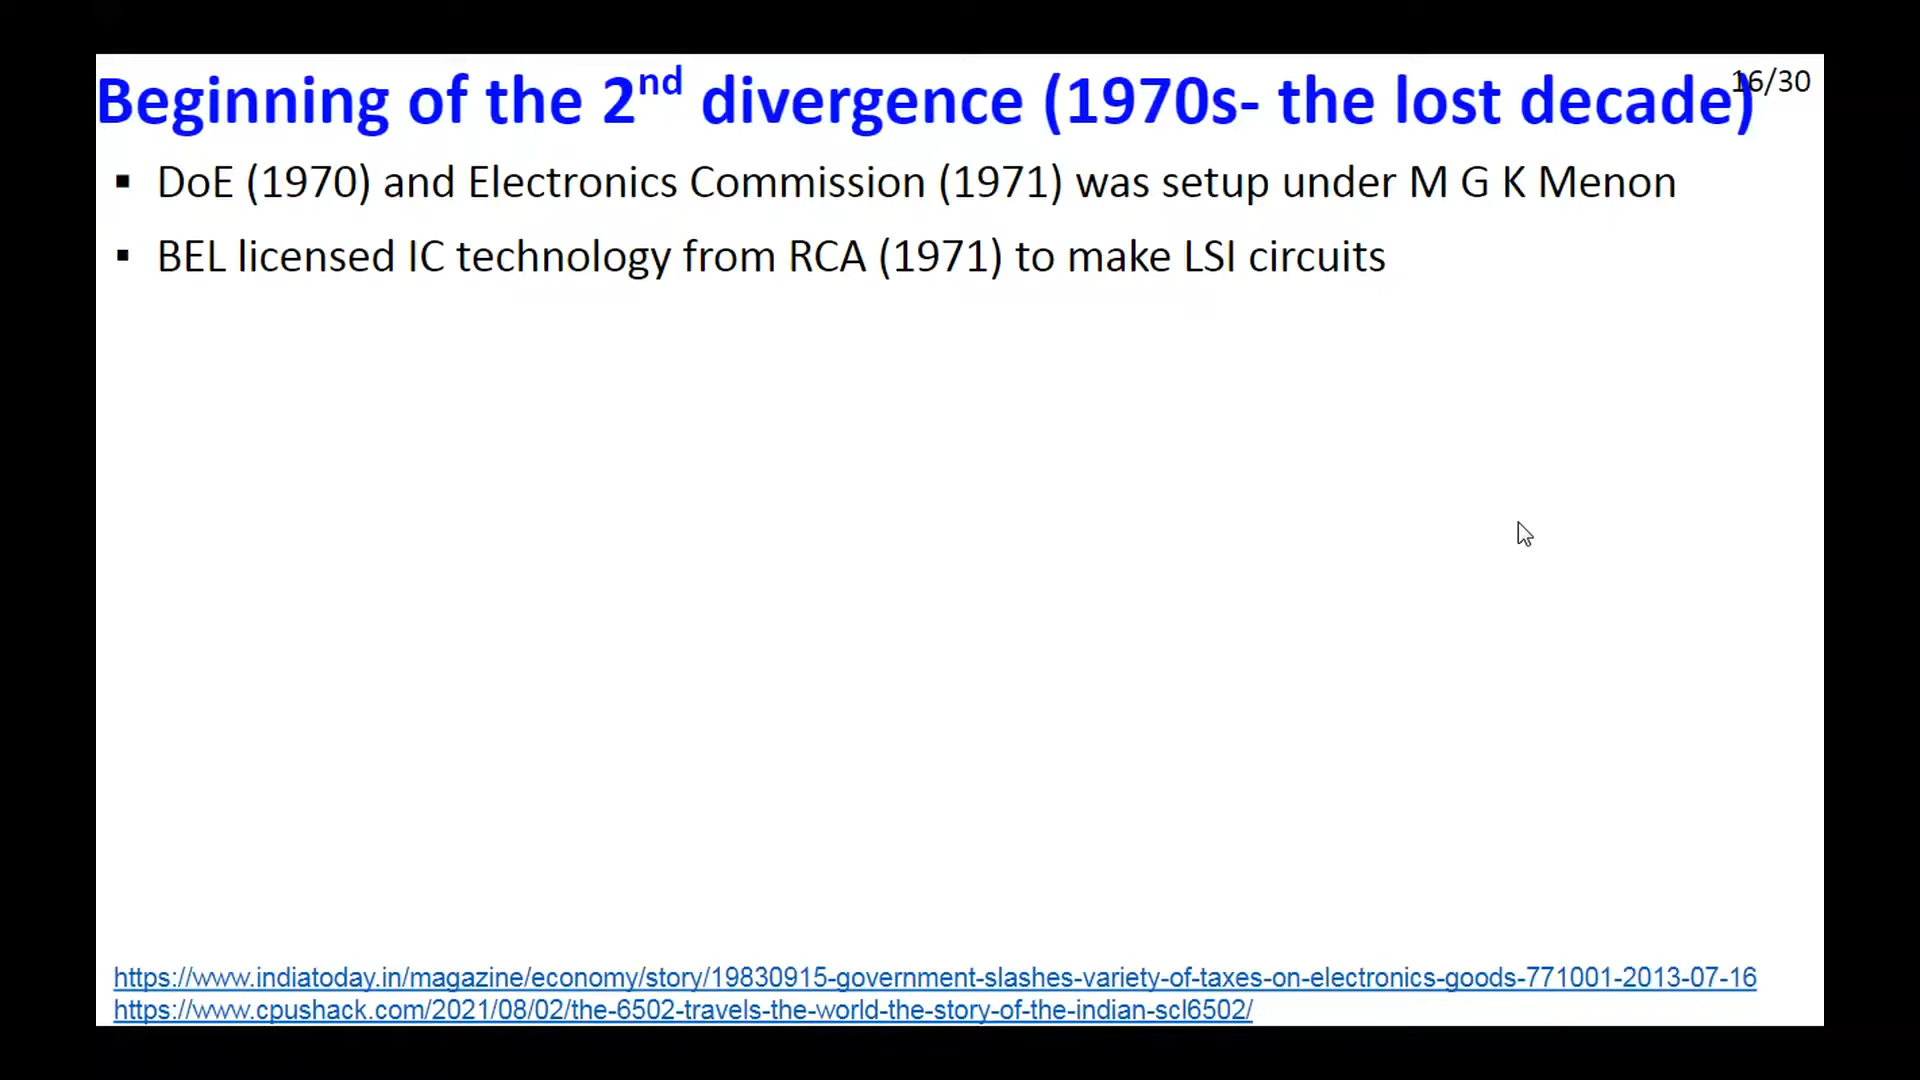 Beginning of the 2nd divergence (1970s- the lost decade)
16/30
▪ DoE (1970) and Electronics Commission (1971) was setup under M G K Menon
▪ BEL licensed IC technology from RCA (1971) to make LSI circuits
https://www.indiatoday.in/magazine/economy/story/19830915-government-slashes-variety-of-taxes-on-electronics-goods-771001-2013-07-16
https://www.cpushack.com/2021/08/02/the-6502-travels-the-world-the-story-of-the-indian-scl6502/